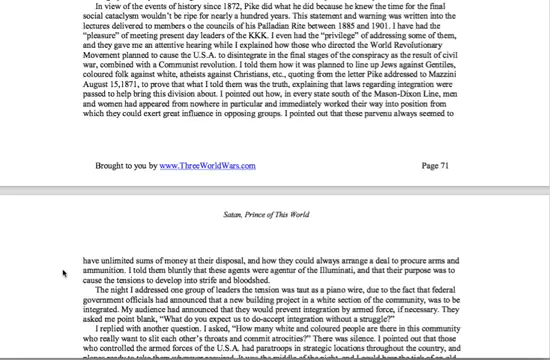 In view of the events of history since 1872, Pike did what he did because he knew the time for the final
social cataclysm wouldn't be ripe for nearly a hundred years. This statement and warning was written into the
lectures delivered to members o the councils of his Palladian Rite between 1885 and 1901. I have had the
"pleasure" of meeting present day leaders of the KKK. I even had the "privilege" of addressing some of them,
and they gave me an attentive hearing while I explained how those who directed the World Revolutionary
Movement planned to cause the U.S.A. to disintegrate in the final stages of the conspiracy as the result of civil
war, combined with a Communist revolution. I told them how it was planned to line up Jews against Gentiles,
coloured folk against white, atheists against Christians, etc., quoting from the letter Pike addressed to Mazzini
August 15,1871, to prove that what I told them was the truth, explaining that laws regarding integration were
passed to help bring this division about. I pointed out how, in every state south of the Mason-Dixon Line, men
and women had appeared from nowhere in particular and immediately worked their way into position from
which they could exert great influence in opposing groups. I pointed out that these parvenu always seemed to
Brought to you by www.ThreeWorldWars.com Page 71
Satan, Prince of This World
have unlimited sums of money at their disposal, and how they could always arrange a deal to procure arms and
ammunition. I told them bluntly that these agents were agentur of the Illuminati, and that their purpose was to
cause the tensions to develop into strife and bloodshed.
The night I addressed one group of leaders the tension was taut as a piano wire, due to the fact that federal
government officials had announced that a new building project in a white section of the community, was to be
integrated. My audience had announced that they would prevent integration by armed force, if necessary. They
asked me point blank, "What do you expect us to do-accept integration without a struggle?"
I replied with another question. I asked, "How many white and coloured people are there in this community
who really want to slit each other's throats and commit atrocities?" There was silence. I pointed out that those
who controlled the armed forces of the U.S.A. had paratroops in strategic locations throughout the country, and